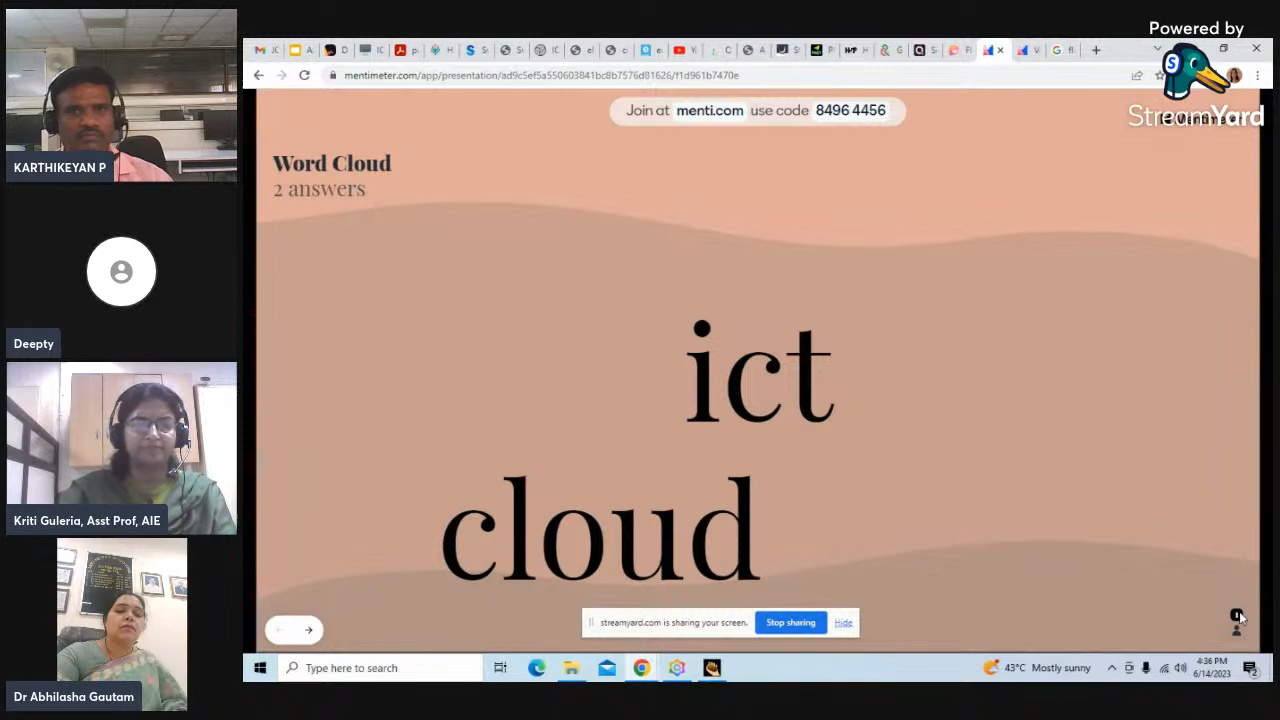 Powered by
StreamYard
KARTHIKEYAN P
Deepty
Kriti Guleria, Asst Prof, AIE
Dr Abhilasha Gautam
mentimeter.com/app/presentation/ad9c5ef5a550603841bc8b7576d81626/f1d961b7470e
Join at menti.com use code 8496 4456
Word Cloud
2 answers
ict
cloud
streamyard.com is sharing your screen.
Stop sharing
Hide
Type here to search
43°C Mostly sunny
4:36 PM
6/14/2023
2